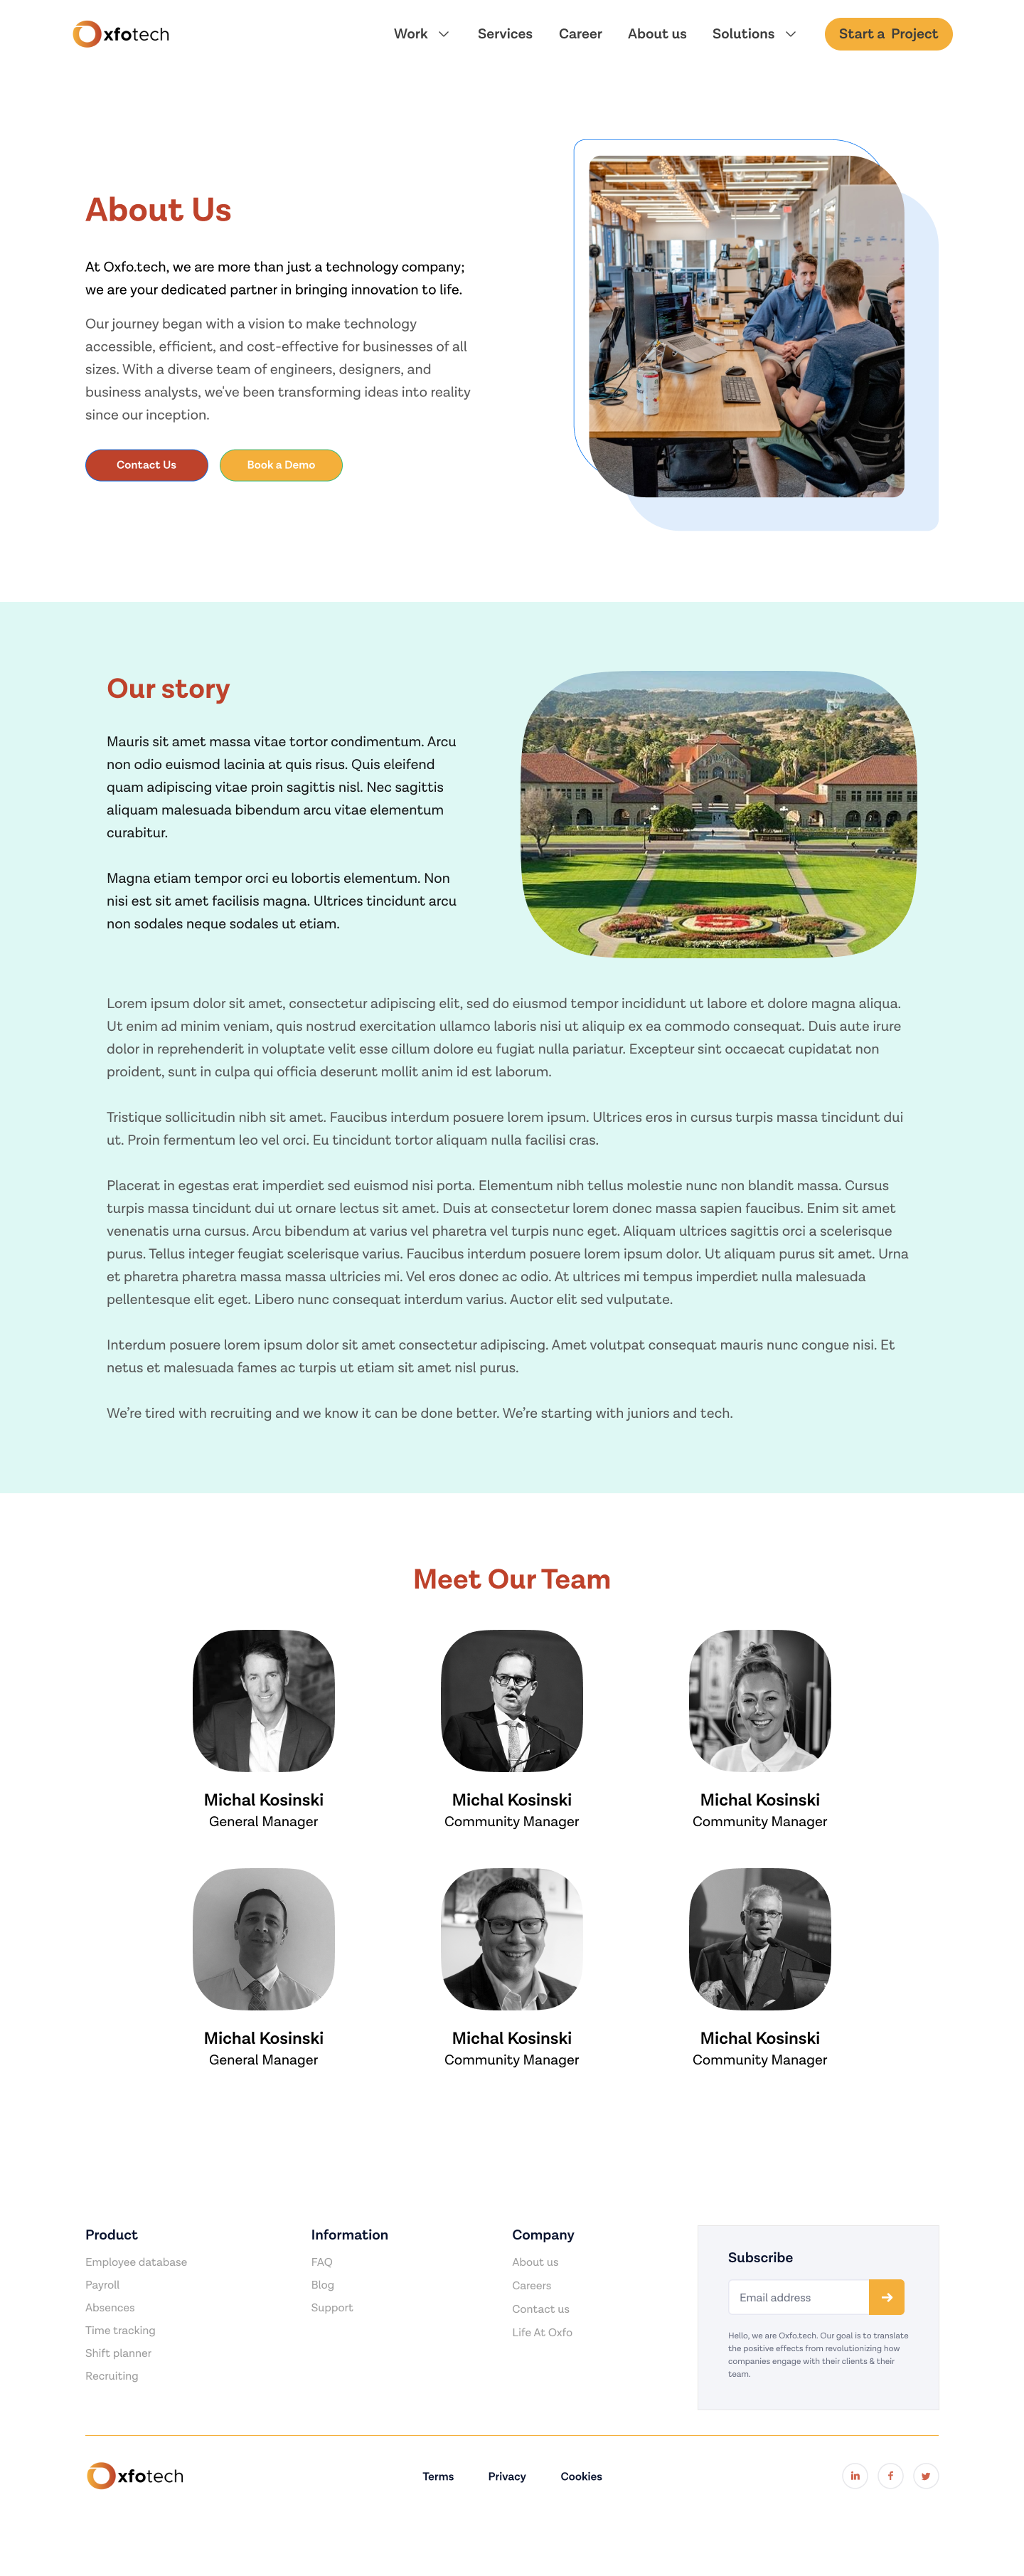 Oxfotech
Work Services Career About us Solutions Start a Project
About Us
At Oxfo.tech, we are more than just a technology company;
we are your dedicated partner in bringing innovation to life.
Our journey began with a vision to make technology
accessible, efficient, and cost-effective for businesses of all
sizes. With a diverse team of engineers, designers, and
business analysts, we've been transforming ideas into reality
since our inception.
Contact Us Book a Demo
Our story
Mauris sit amet massa vitae tortor condimentum. Arcu
non odio euismod lacinia at quis risus. Quis eleifend
quam adipiscing vitae proin sagittis nisl. Nec sagittis
aliquam malesuada bibendum arcu vitae elementum
curabitur.
Magna etiam tempor orci eu lobortis elementum. Non
nisi est sit amet facilisis magna. Ultrices tincidunt arcu
non sodales neque sodales ut etiam.
Lorem ipsum dolor sit amet, consectetur adipiscing elit, sed do eiusmod tempor incididunt ut labore et dolore magna aliqua.
Ut enim ad minim veniam, quis nostrud exercitation ullamco laboris nisi ut aliquip ex ea commodo consequat. Duis aute irure
dolor in reprehenderit in voluptate velit esse cillum dolore eu fugiat nulla pariatur. Excepteur sint occaecat cupidatat non
proident, sunt in culpa qui officia deserunt mollit anim id est laborum.
Tristique sollicitudin nibh sit amet. Faucibus interdum posuere lorem ipsum. Ultrices eros in cursus turpis massa tincidunt dui
ut. Proin fermentum leo vel orci. Eu tincidunt tortor aliquam nulla facilisi cras.
Placerat in egestas erat imperdiet sed euismod nisi porta. Elementum nibh tellus molestie nunc non blandit massa. Cursus
turpis massa tincidunt dui ut ornare lectus sit amet. Duis at consectetur lorem donec massa sapien faucibus. Enim sit amet
venenatis urna cursus. Arcu bibendum at varius vel pharetra vel turpis nunc eget. Aliquam ultrices sagittis orci a scelerisque
purus. Tellus integer feugiat scelerisque varius. Faucibus interdum posuere lorem ipsum dolor. Ut aliquam purus sit amet. Urna
et pharetra pharetra massa massa ultricies mi. Vel eros donec ac odio. At ultrices mi tempus imperdiet nulla malesuada
pellentesque elit eget. Libero nunc consequat interdum varius. Auctor elit sed vulputate.
Interdum posuere lorem ipsum dolor sit amet consectetur adipiscing. Amet volutpat consequat mauris nunc congue nisi. Et
netus et malesuada fames ac turpis ut etiam sit amet nisl purus.
We're tired with recruiting and we know it can be done better. We're starting with juniors and tech.
Meet Our Team
Michal Kosinski Michal Kosinski Michal Kosinski
General Manager Community Manager Community Manager
Michal Kosinski Michal Kosinski Michal Kosinski
General Manager Community Manager Community Manager
Product
Employee database
Payroll
Absences
Time tracking
Shift planner
Recruiting
Information
FAQ
Blog
Support
Company
About us
Careers
Contact us
Life At Oxfo
Subscribe
Email address
Hello, we are Oxfo.tech. Our goal is to translate
the positive effects from revolutionizing how
companies engage with their clients & their
team.
Oxfotech
Terms Privacy Cookies